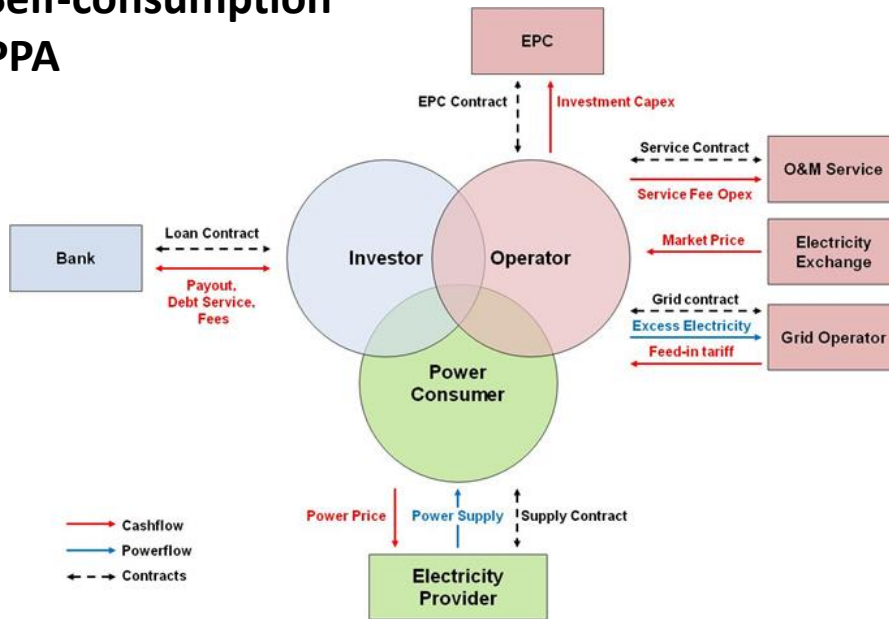 Self-consumption
PPA
EPC
EPC Contract
Investment Capex
Service Contract
O&M Service
Service Fee Opex
Loan Contract
Bank
Payout,
Debt Service,
Fees
Investor
Operator
Market Price
Electricity
Exchange
Grid contract
Excess Electricity
Grid Operator
Feed-in tariff
Power
Consumer
Power Price
Power Supply
Supply Contract
Cashflow
Powerflow
Contracts
Electricity
Provider